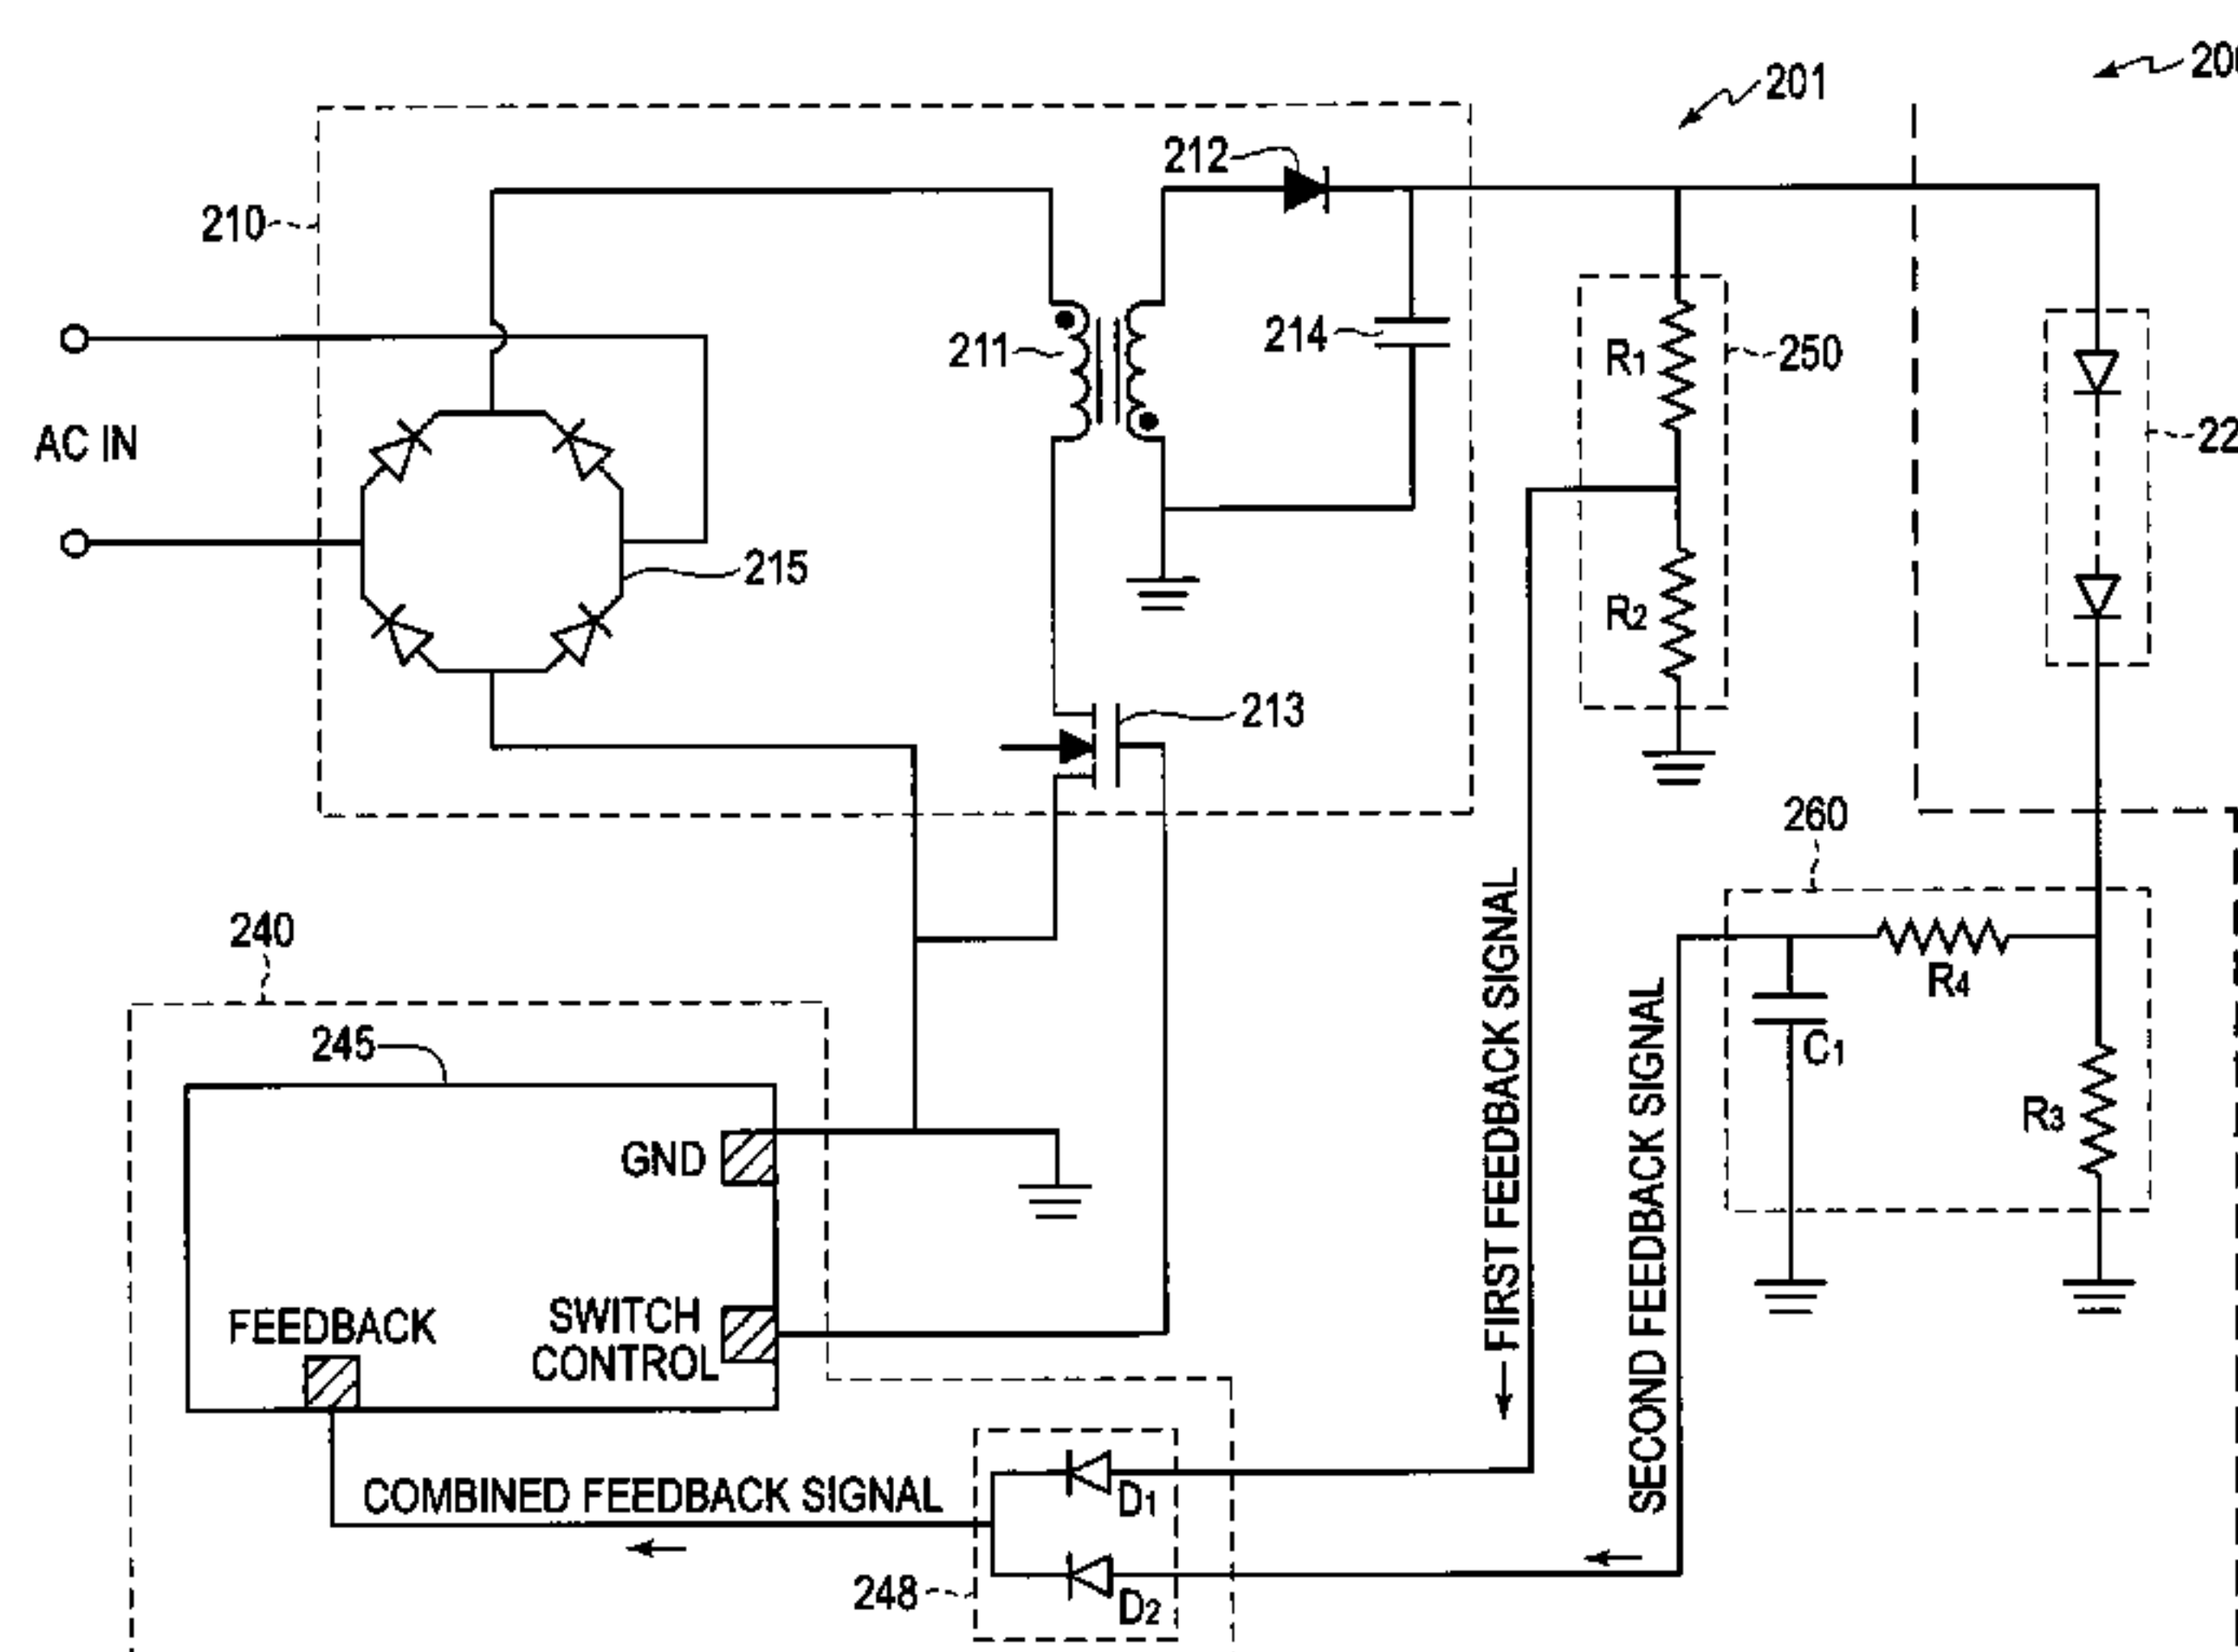 200
201
212
210
211
214
R1
250
AC IN
22
215
R2
213
260
240
R4
245
C1
R3
GND
FIRST FEEDBACK SIGNAL
SECOND FEEDBACK SIGNAL
FEEDBACK
SWITCH
CONTROL
COMBINED FEEDBACK SIGNAL
D1
248
D2